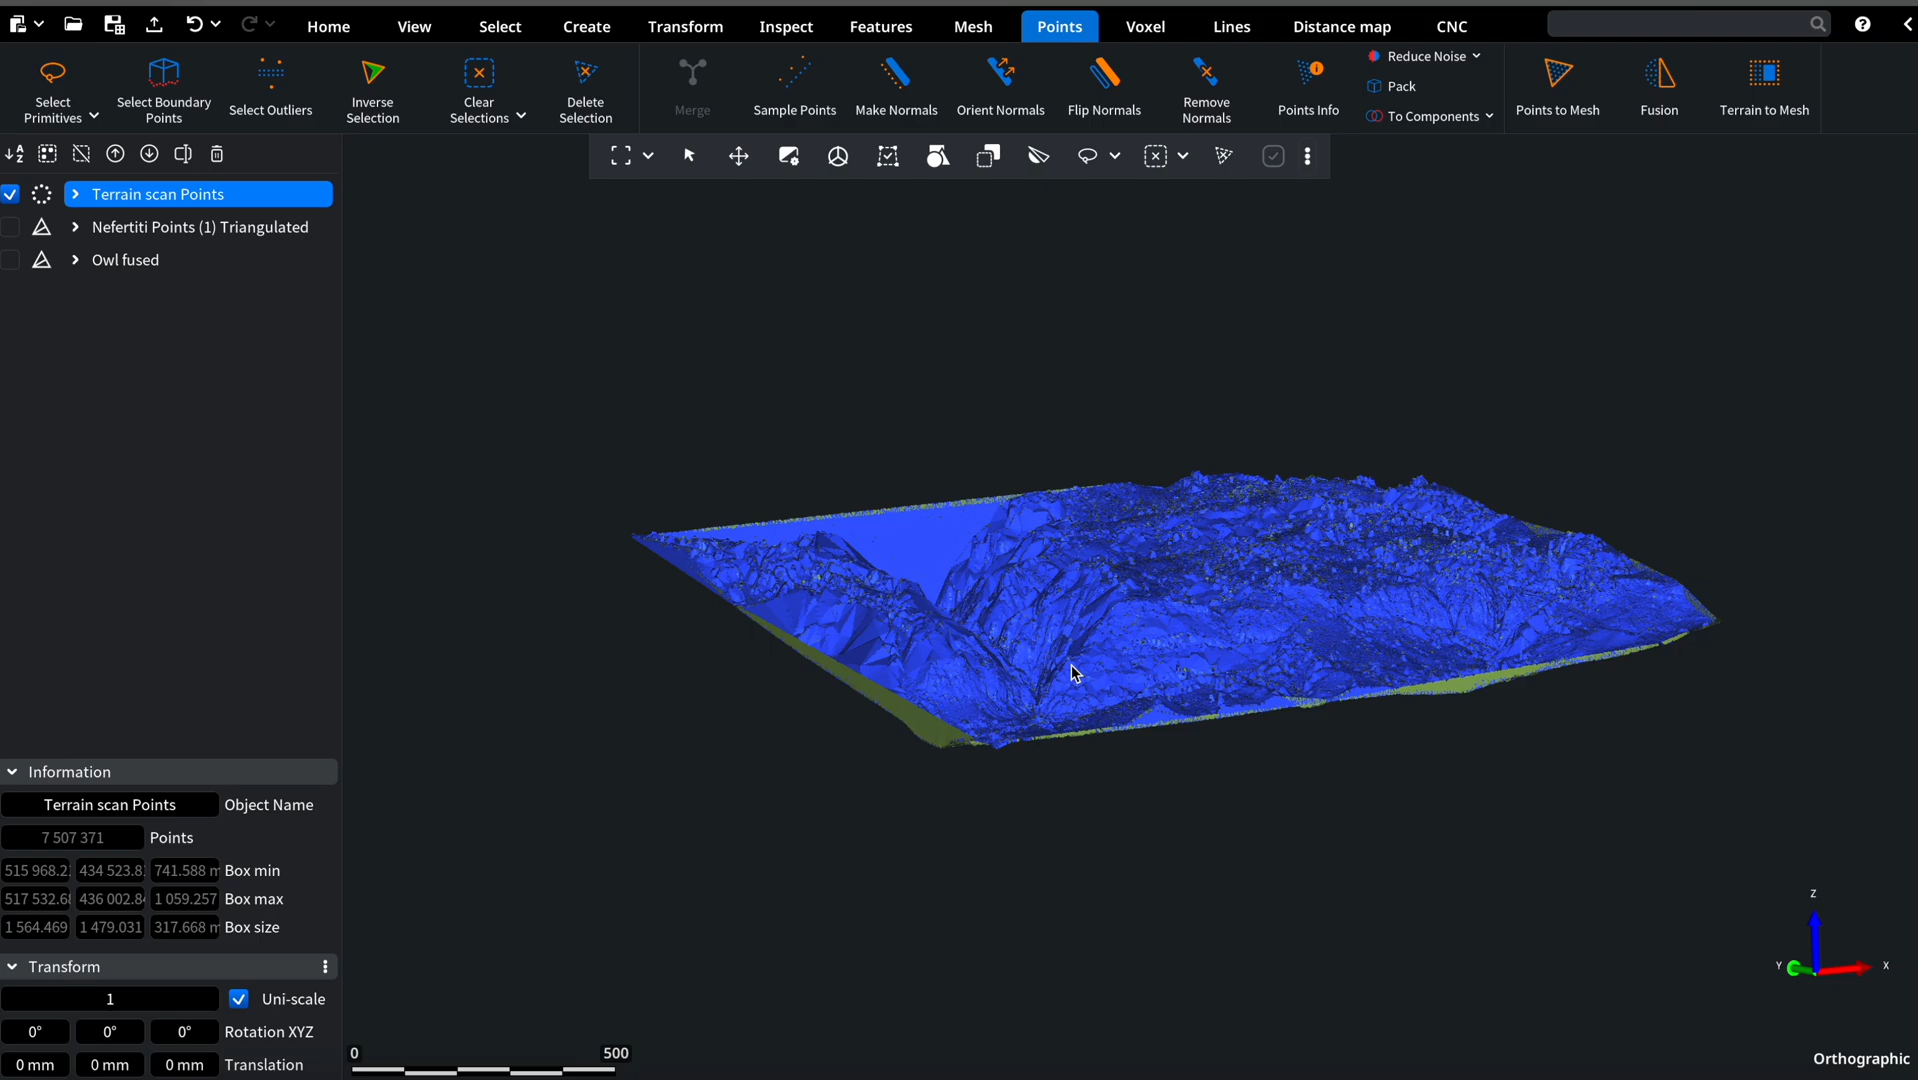 Home View Select Create Transform Inspect Features Mesh Points Voxel Lines Distance map CNC
Select Primitives
Select Boundary Points
Select Outliers
Inverse Selection
Clear Selections
Delete Selection
Merge
Sample Points
Make Normals
Orient Normals
Flip Normals
Remove Normals
Points Info
Reduce Noise
Pack
To Components
Points to Mesh
Fusion
Terrain to Mesh
Terrain scan Points
Nefertiti Points (1) Triangulated
Owl fused
Information
Terrain scan Points Object Name
7 507 371 Points
515 968.2 434 523.8 741.588 m Box min
517 532.6 436 002.8 1 059.257 Box max
1 564.469 1 479.031 317.668 m Box size
Transform
1 Uni-scale
0° 0° 0° Rotation XYZ
0 mm 0 mm 0 mm Translation
0 500
Z
Y X
Orthographic